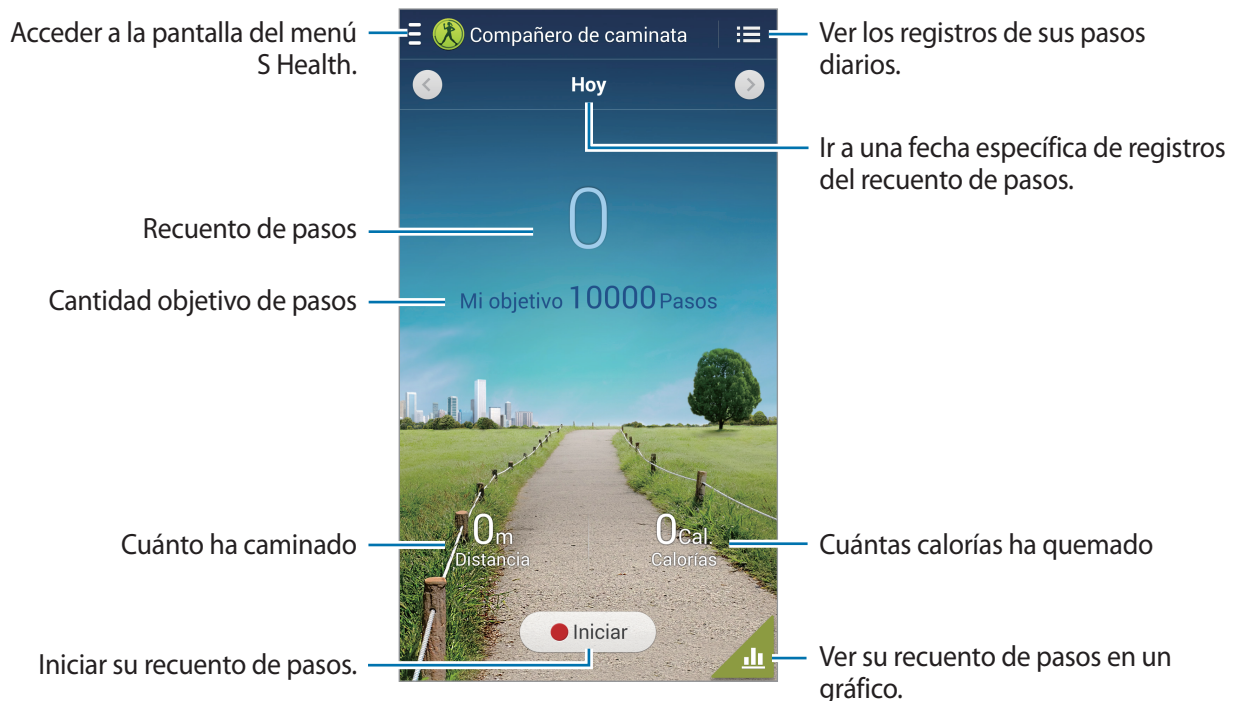 Acceder a la pantalla del menú
S Health.
Compañero de caminata
Ver los registros de sus pasos
diarios.
Hoy
Ir a una fecha específica de registros
del recuento de pasos.
0
Recuento de pasos
Cantidad objetivo de pasos
Mi objetivo 10000 Pasos
Cuánto ha caminado
0m
Distancia
0Cal.
Calorías
Cuántas calorías ha quemado
Iniciar
Iniciar su recuento de pasos.
Ver su recuento de pasos en un
gráfico.